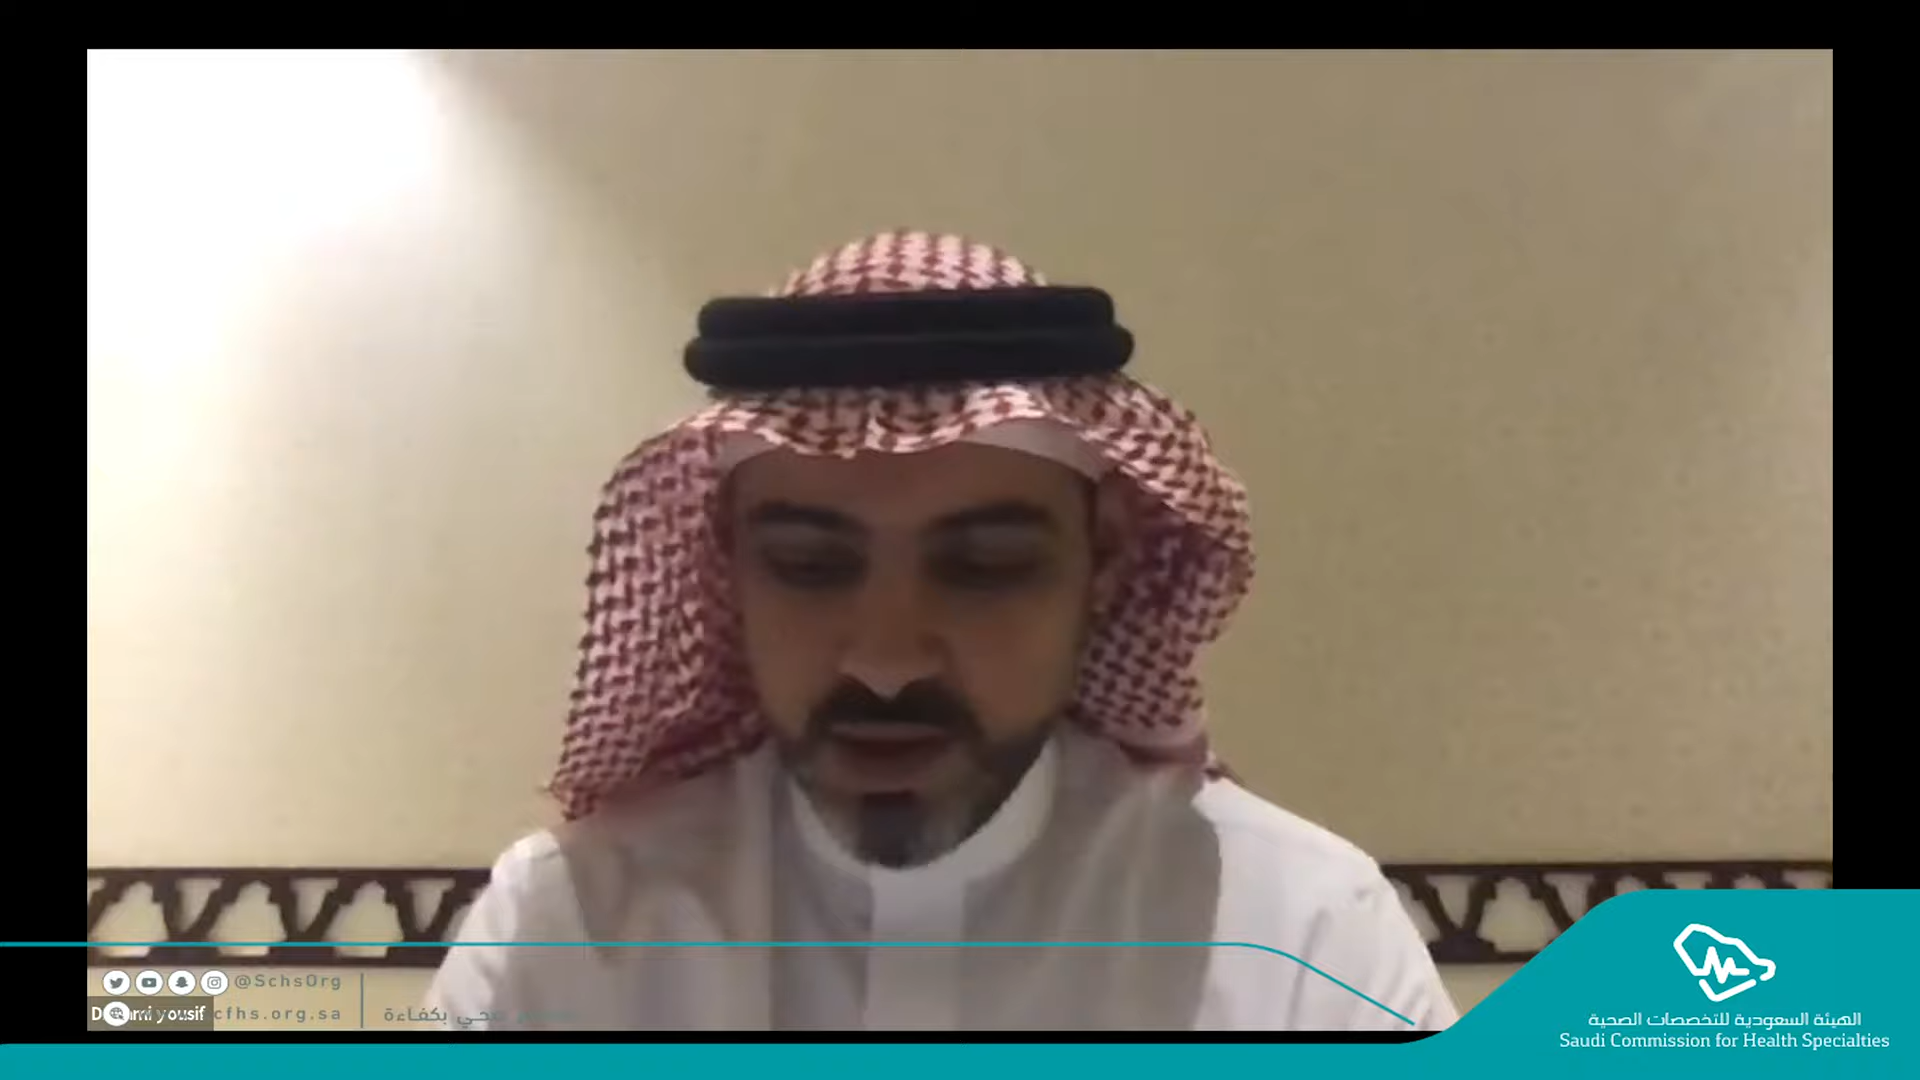 @SchsOrg
yousif
cfhs.org.sa
بكفاءة
الهيئة السعودية للتخصصات الصحية
Saudi Commission for Health Specialties